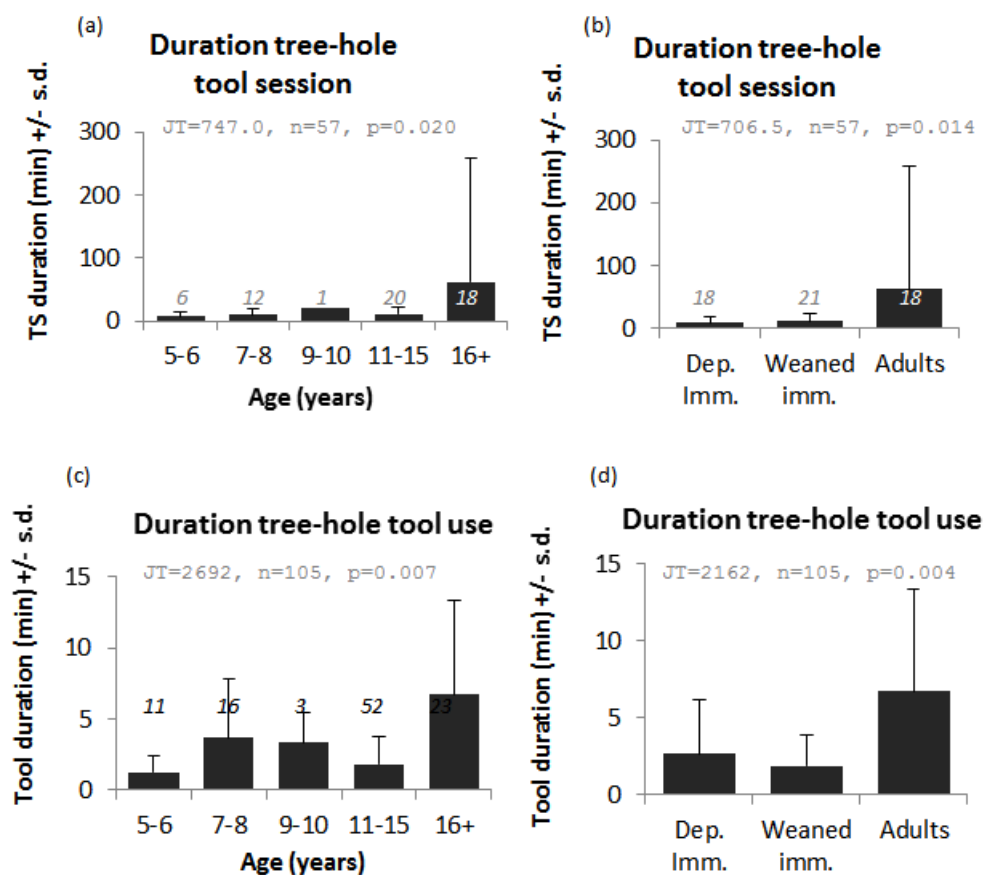 (a)
Duration tree-hole
tool session
JT=747.0, n=57, p=0.020
TS duration (min) +/- s.d.
300
200
100
0
6 12 1 20 18
5-6 7-8 9-10 11-15 16+
Age (years)
(b)
Duration tree-hole
tool session
JT=706.5, n=57, p=0.014
TS duration (min) +/- s.d.
300
200
100
0
18 21 18
Dep. Weaned Adults
Imm. imm.
(c)
Duration tree-hole tool use
JT=2692, n=105, p=0.007
Tool duration (min) +/- s.d.
15
10
5
0
11 16 3 52 23
5-6 7-8 9-10 11-15 16+
Age (years)
(d)
Duration tree-hole tool use
JT=2162, n=105, p=0.004
Tool duration (min) +/- s.d.
15
10
5
0
Dep. Weaned Adults
Imm. imm.